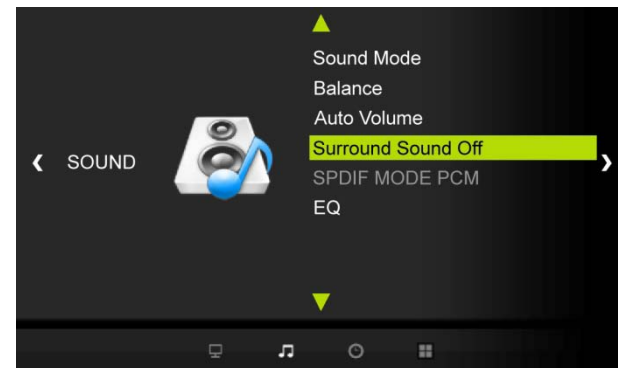 SOUND
Sound Mode
Balance
Auto Volume
Surround Sound Off
SPDIF MODE PCM
EQ